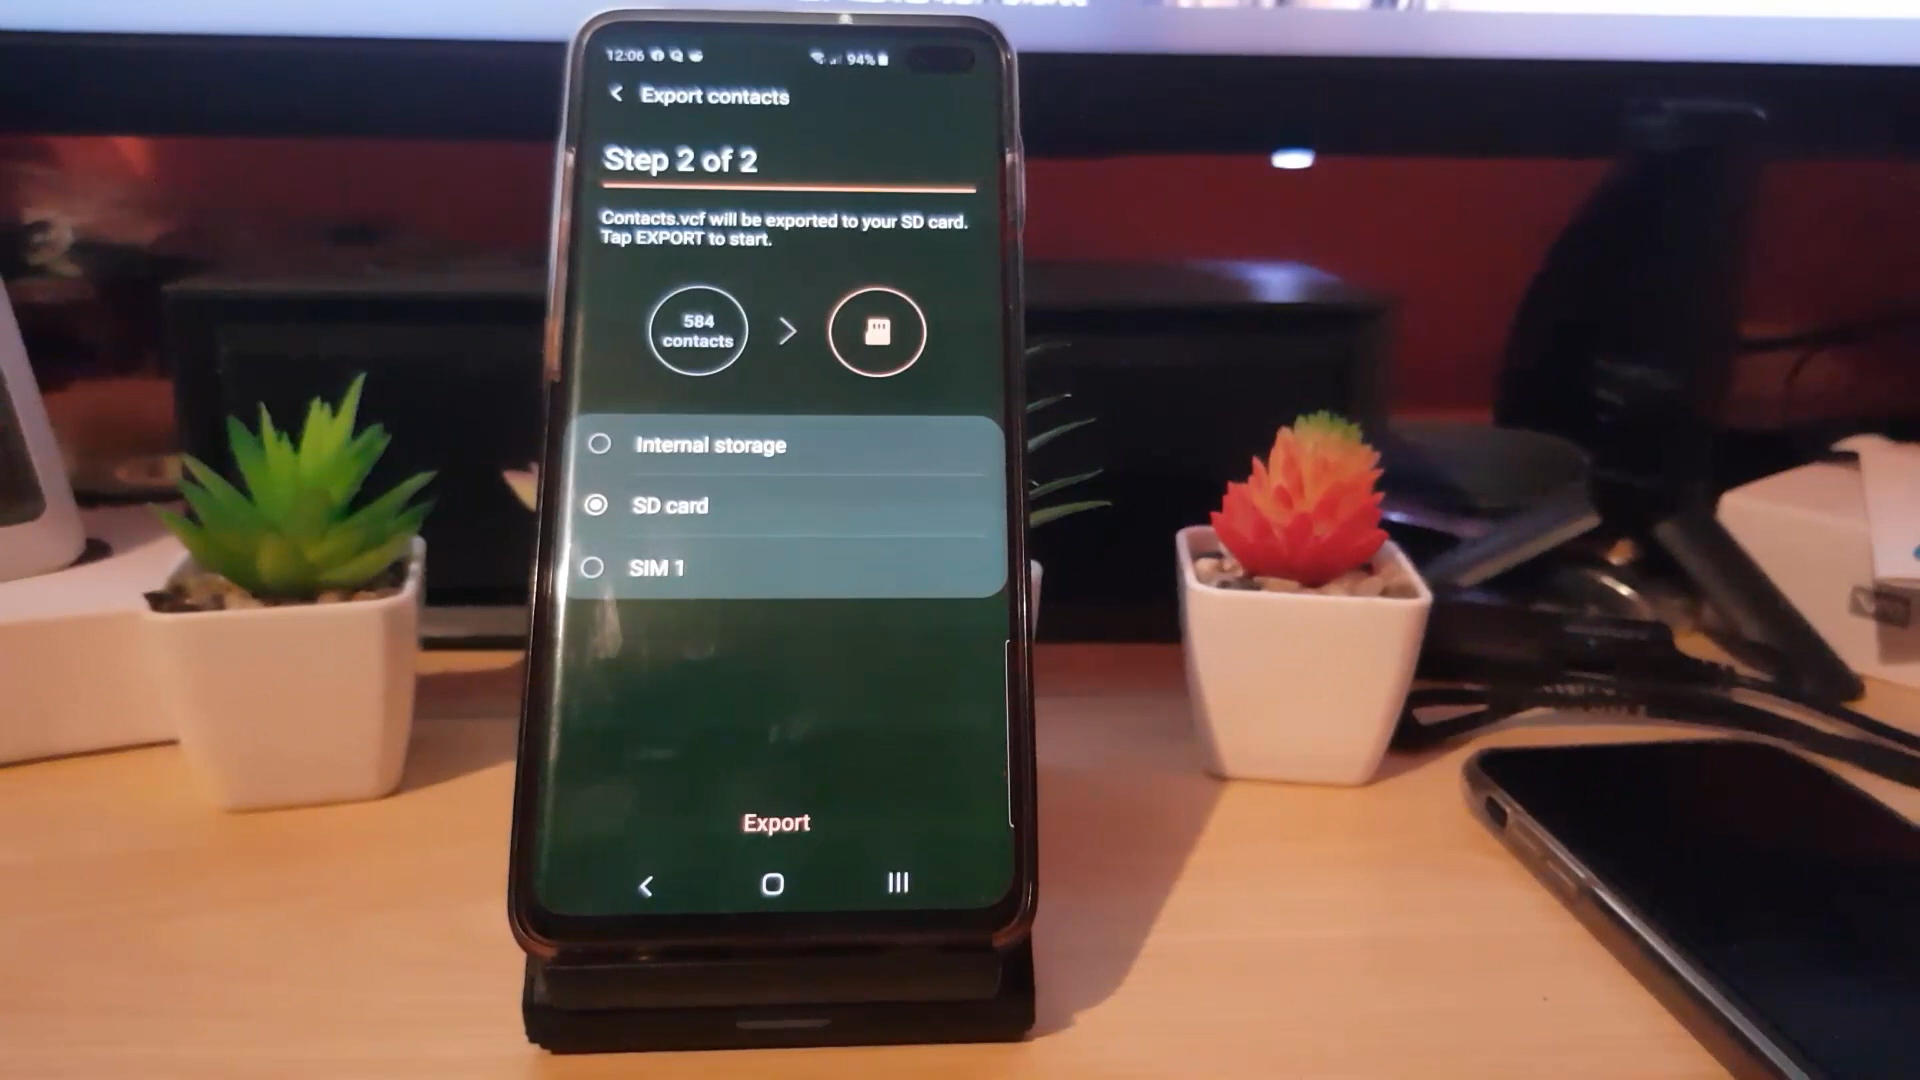 12:06
94%
Export contacts
Step 2 of 2
Contacts.vcf will be exported to your SD card.
Tap EXPORT to start.
584
contacts
Internal storage
SD card
SIM 1
Export